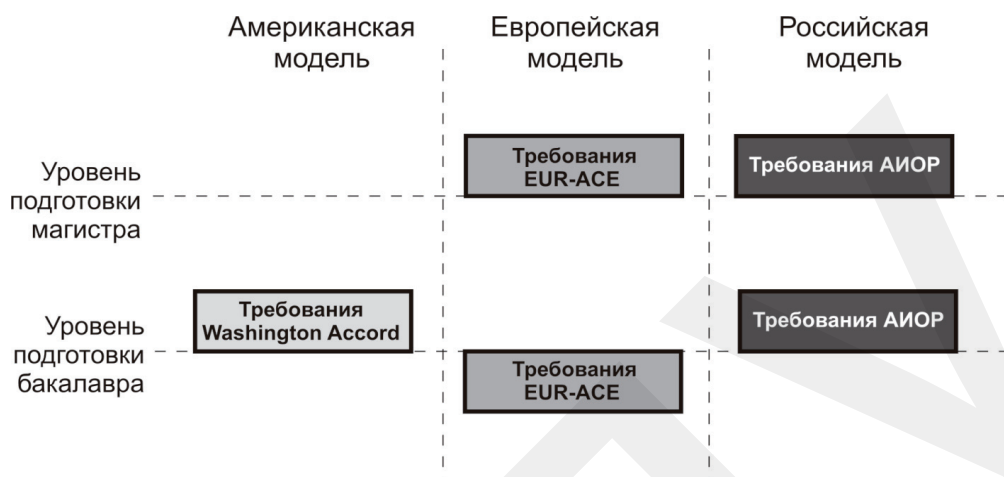 Американская
модель
Европейская
модель
Российская
модель
Уровень
подготовки
магистра
Требования
EUR-ACE
Требования АИОР
Уровень
подготовки
бакалавра
Требования
Washington Accord
Требования
EUR-ACE
Требования АИОР